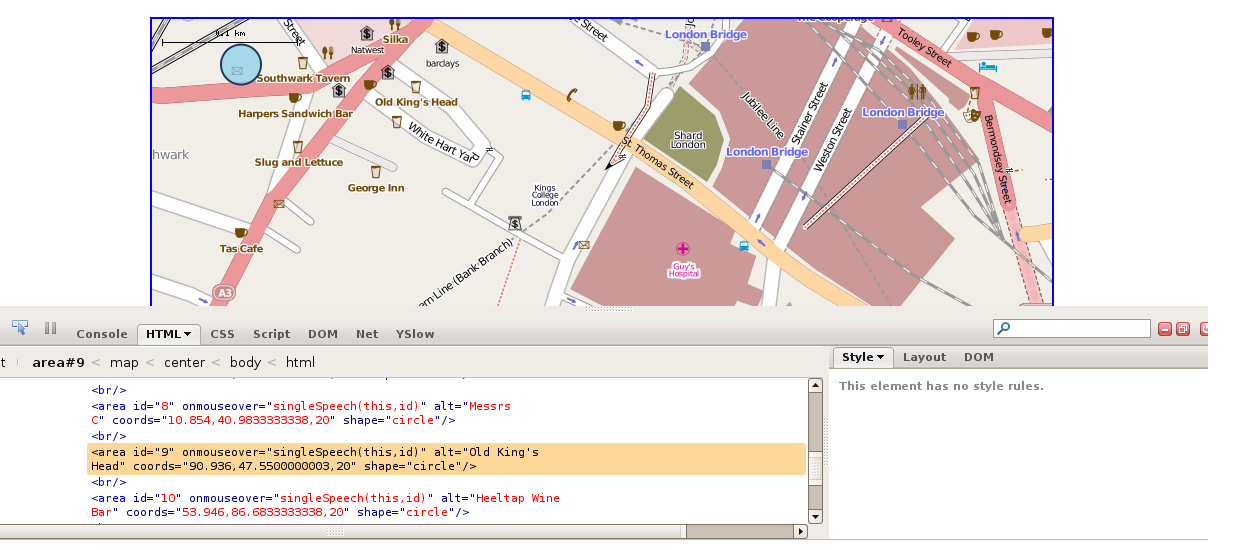 The Cooperage
0.1 km
Street
Street
Silka
Natwest
barclays
London Bridge
Tooley Street
Southwark Tavern
Old King's Head
Harpers Sandwich Bar
White Hart Yard
Jubilee Line
Stainer Street
Weston Street
London Bridge
Bermondsey Street
Shard
London
London Bridge
St. Thomas Street
hwark
Slug and Lettuce
George Inn
Kings
College
London
Tas Cafe
Guy's
Hospital
ern Line (Bank-Branch)
A3
Console HTML CSS Script DOM Net YSlow
t area#9 < map < center < body < html
Style Layout DOM
This element has no style rules.
<br/>
<area id="8" onmouseover="singleSpeech(this,id)" alt="Messrs
C" coords="10.854,40.9833333338,20" shape="circle"/>
<br/>
<area id="9" onmouseover="singleSpeech(this,id)" alt="Old King's
Head" coords="90.936,47.5500000003,20" shape="circle"/>
<br/>
<area id="10" onmouseover="singleSpeech(this,id)" alt="Heeltap Wine
Bar" coords="53.946,86.6833333338,20" shape="circle"/>